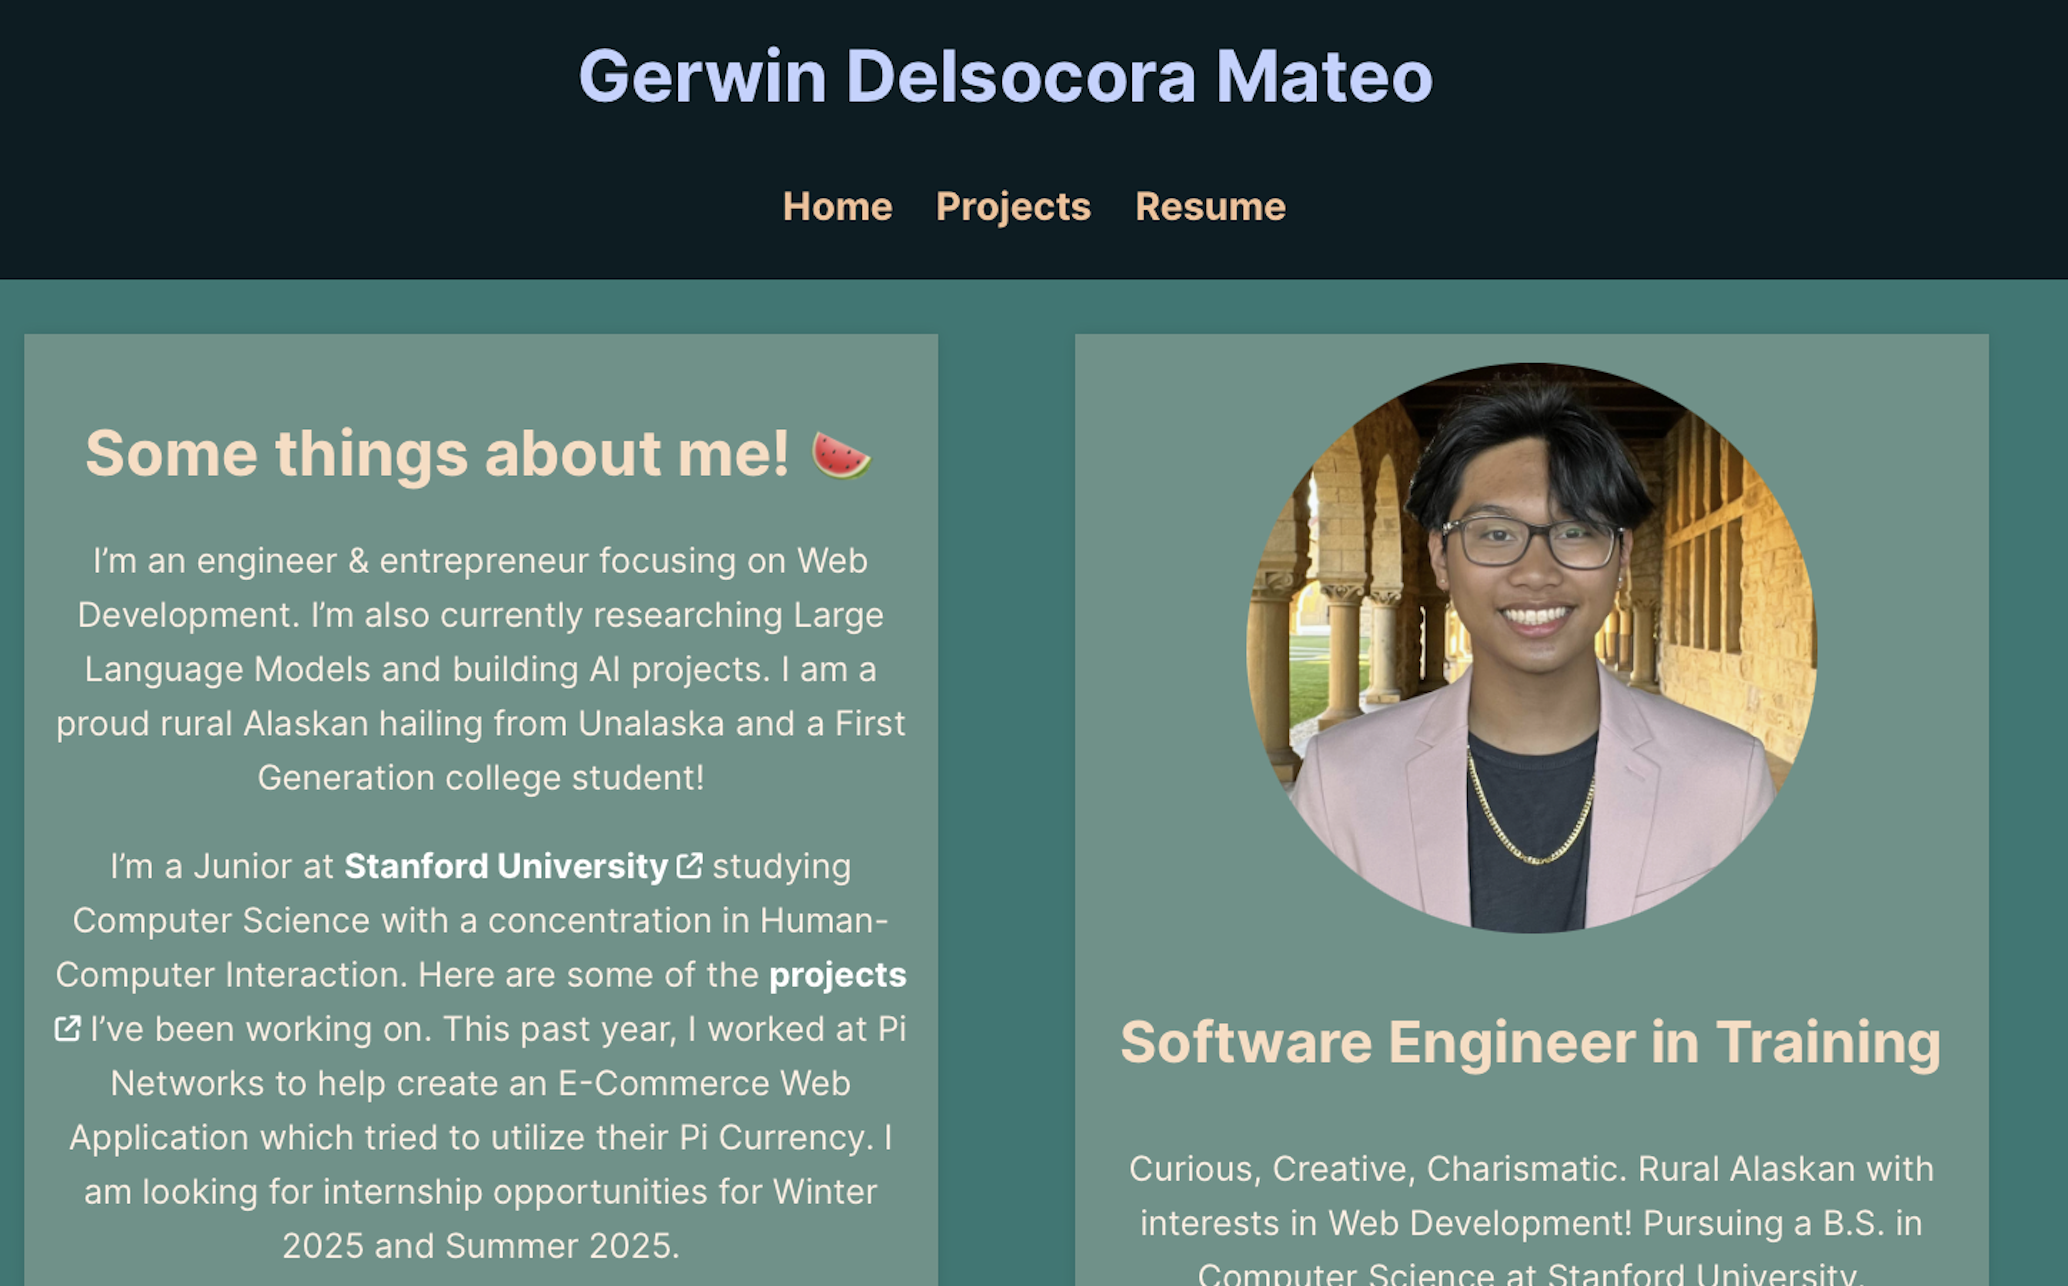 Gerwin Delsocora Mateo
Home Projects Resume
Some things about me! 🍉
I’m an engineer & entrepreneur focusing on Web
Development. I’m also currently researching Large
Language Models and building AI projects. I am a
proud rural Alaskan hailing from Unalaska and a First
Generation college student!
I’m a Junior at Stanford University studying
Computer Science with a concentration in Human-
Computer Interaction. Here are some of the projects
I’ve been working on. This past year, I worked at Pi
Networks to help create an E-Commerce Web
Application which tried to utilize their Pi Currency. I
am looking for internship opportunities for Winter
2025 and Summer 2025.
Software Engineer in Training
Curious, Creative, Charismatic. Rural Alaskan with
interests in Web Development! Pursuing a B.S. in
Computer Science at Stanford University.